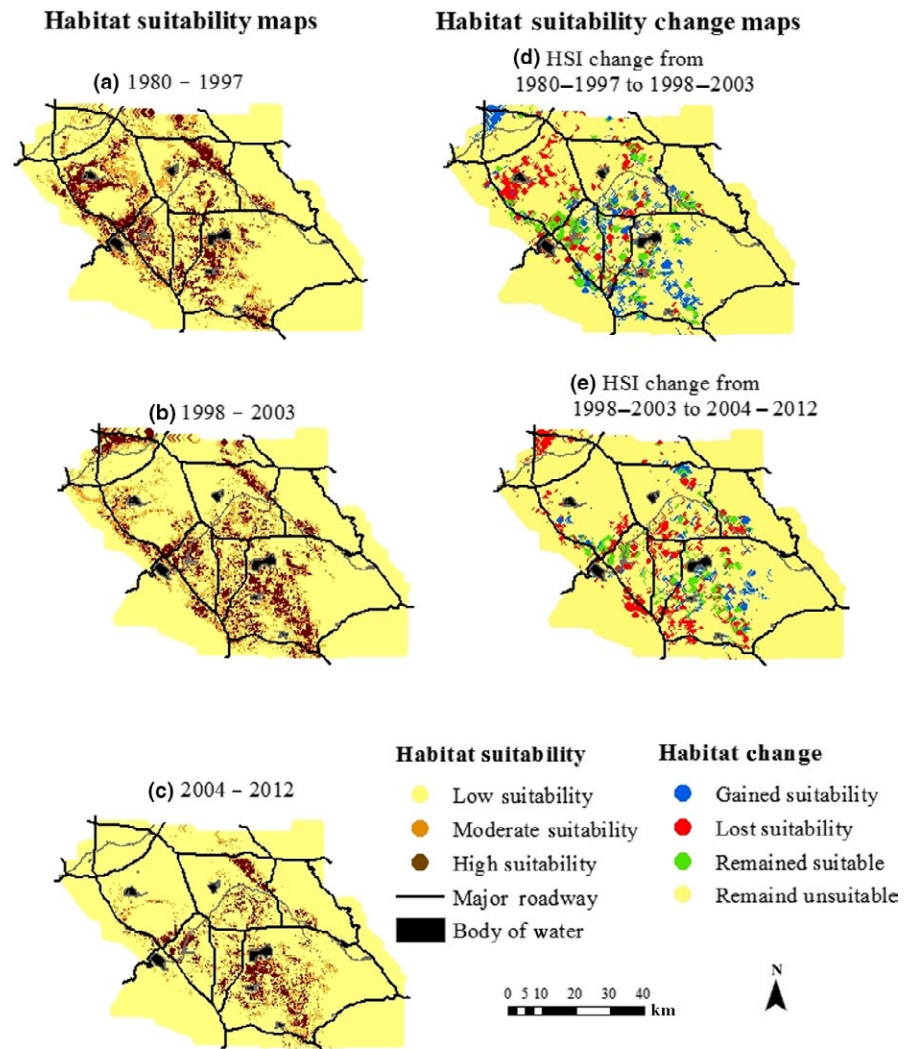 Habitat suitability maps
Habitat suitability change maps
(a) 1980 – 1997
(d) HSI change from
1980–1997 to 1998–2003
(b) 1998 – 2003
(e) HSI change from
1998–2003 to 2004 – 2012
(c) 2004 – 2012
Habitat suitability
Low suitability
Moderate suitability
High suitability
Major roadway
Body of water
Habitat change
Gained suitability
Lost suitability
Remained suitable
Remaind unsuitable
0 5 10 20 30 40
km
N